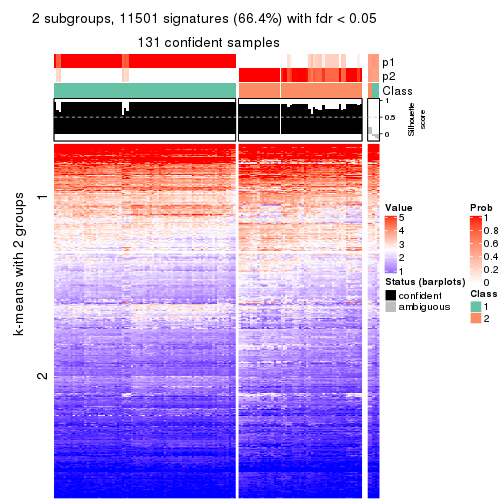 2 subgroups, 11501 signatures (66.4%) with fdr < 0.05
131 confident samples
p1
p2
Class
1
0.5
0
Silhouette
score
k-means with 2 groups
1
2
Value
5
4
3
2
1
Status (barplots)
confident
ambiguous
Prob
1
0.8
0.6
0.4
0.2
0
Class
1
2